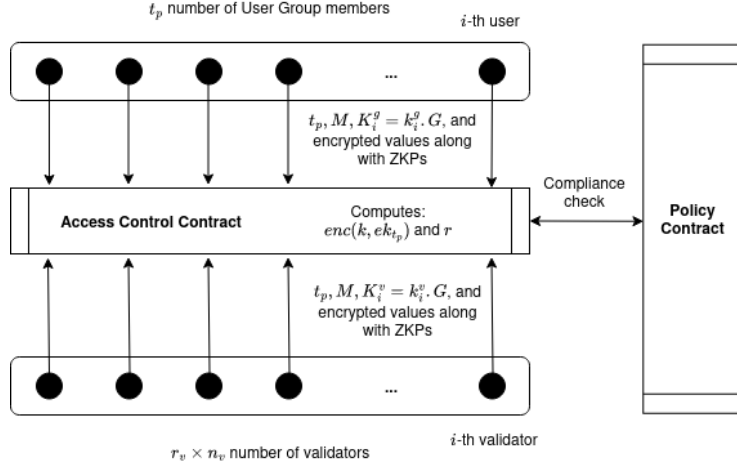 t_p number of User Group members
i-th user
...
t_p, M, K_i^g = k_i^g.G, and
encrypted values along
with ZKPs
Access Control Contract
Computes:
enc(k, ek_{t_p}) and r
Compliance
check
Policy
Contract
t_p, M, K_i^v = k_i^v.G, and
encrypted values along
with ZKPs
...
i-th validator
r_v × n_v number of validators